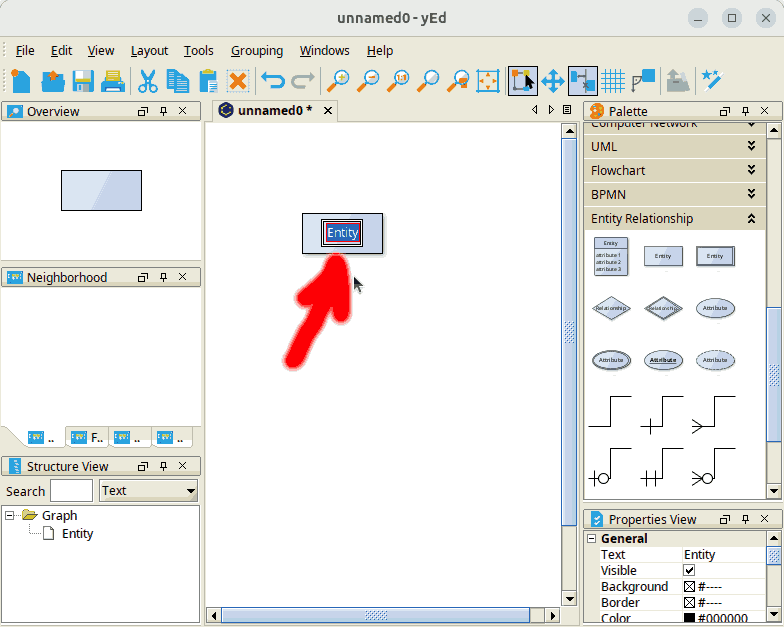 unnamed0 - yEd
File Edit View Layout Tools Grouping Windows Help
1:1
Overview
unnamed0 *
Palette
Computer Network
UML
Flowchart
BPMN
Entity Relationship
Entity
Entity
attribute 1
attribute 2
attribute 3
Entity
Entity
Relationship
Relationship
Attribute
Attribute
Attribute
Attribute
Neighborhood
..
F..
..
..
Structure View
Search
Text
Graph
Entity
Properties View
General
Text Entity
Visible
Background #----
Border #----
Color #000000